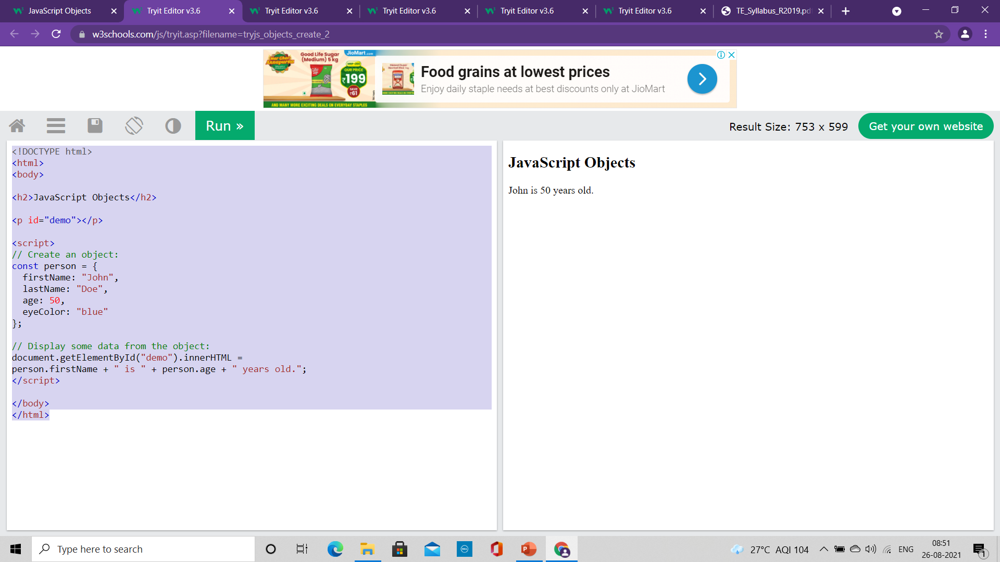 JavaScript Objects
Tryit Editor v3.6
Tryit Editor v3.6
Tryit Editor v3.6
Tryit Editor v3.6
Tryit Editor v3.6
TE_Syllabus_R2019.pd
w3schools.com/js/tryit.asp?filename=tryjs_objects_create_2
Har Ghar Annapurna
Good Life Sugar
(Medium) 5 kg
JioMart.com
OUR PRICE
₹199
SAVE
₹61
AND MANY MORE EXCITING DEALS ON EVERYDAY STAPLES
Food grains at lowest prices
Enjoy daily staple needs at best discounts only at JioMart
Run »
Result Size: 753 x 599
Get your own website
<!DOCTYPE html>
<html>
<body>
<h2>JavaScript Objects</h2>
<p id="demo"></p>
<script>
// Create an object:
const person = {
firstName: "John",
lastName: "Doe",
age: 50,
eyeColor: "blue"
};
// Display some data from the object:
document.getElementById("demo").innerHTML =
person.firstName + " is " + person.age + " years old.";
</script>
</body>
</html>
JavaScript Objects
John is 50 years old.
Type here to search
27°C AQI 104
ENG
08:51
26-08-2021
1